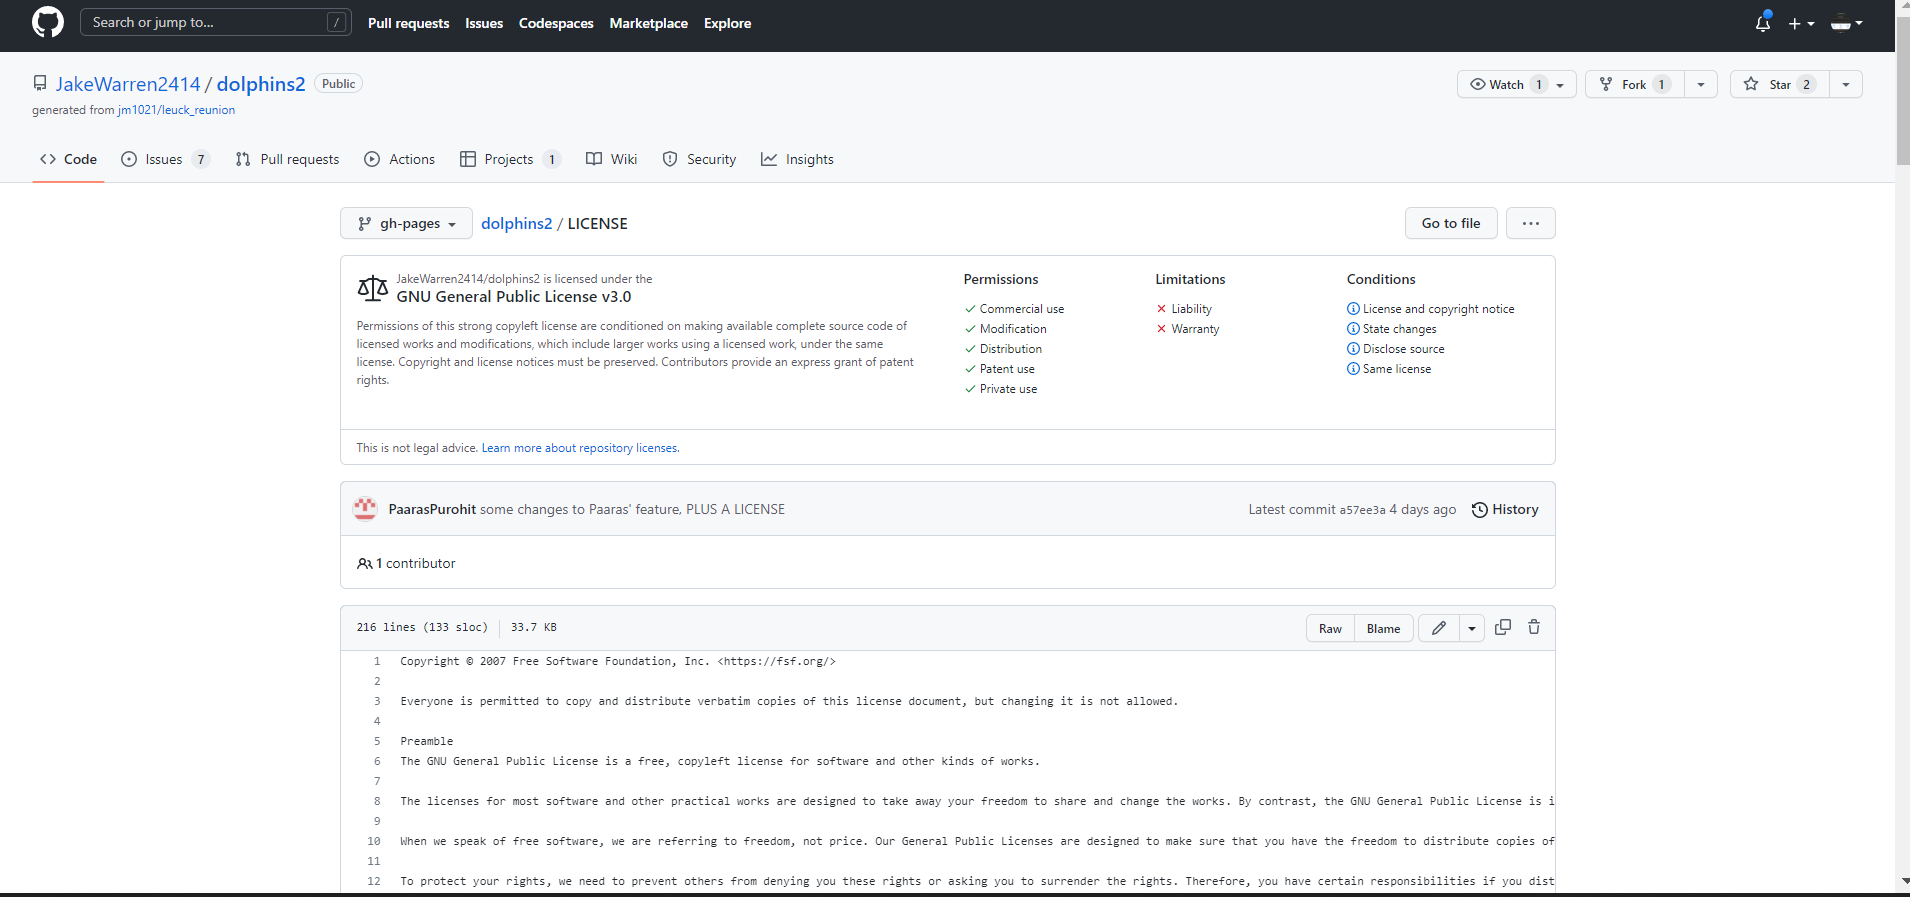 Search or jump to... /
Pull requests Issues Codespaces Marketplace Explore
JakeWarren2414 / dolphins2 Public
Watch 1 Fork 1 Star 2
generated from jm1021/leuck_reunion
Code Issues 7 Pull requests Actions Projects 1 Wiki Security Insights
gh-pages dolphins2 / LICENSE Go to file ...
JakeWarren2414/dolphins2 is licensed under the
GNU General Public License v3.0
Permissions of this strong copyleft license are conditioned on making available complete source code of
licensed works and modifications, which include larger works using a licensed work, under the same
license. Copyright and license notices must be preserved. Contributors provide an express grant of patent
rights.
Permissions
Commercial use
Modification
Distribution
Patent use
Private use
Limitations
Liability
Warranty
Conditions
License and copyright notice
State changes
Disclose source
Same license
This is not legal advice. Learn more about repository licenses.
PaarasPurohit some changes to Paaras' feature, PLUS A LICENSE Latest commit a57ee3a 4 days ago History
1 contributor
216 lines (133 sloc) 33.7 KB Raw Blame
1 Copyright © 2007 Free Software Foundation, Inc. <https://fsf.org/>
2
3 Everyone is permitted to copy and distribute verbatim copies of this license document, but changing it is not allowed.
4
5 Preamble
6 The GNU General Public License is a free, copyleft license for software and other kinds of works.
7
8 The licenses for most software and other practical works are designed to take away your freedom to share and change the works. By contrast, the GNU General Public License is i
9
10 When we speak of free software, we are referring to freedom, not price. Our General Public Licenses are designed to make sure that you have the freedom to distribute copies of
11
12 To protect your rights, we need to prevent others from denying you these rights or asking you to surrender the rights. Therefore, you have certain responsibilities if you dist